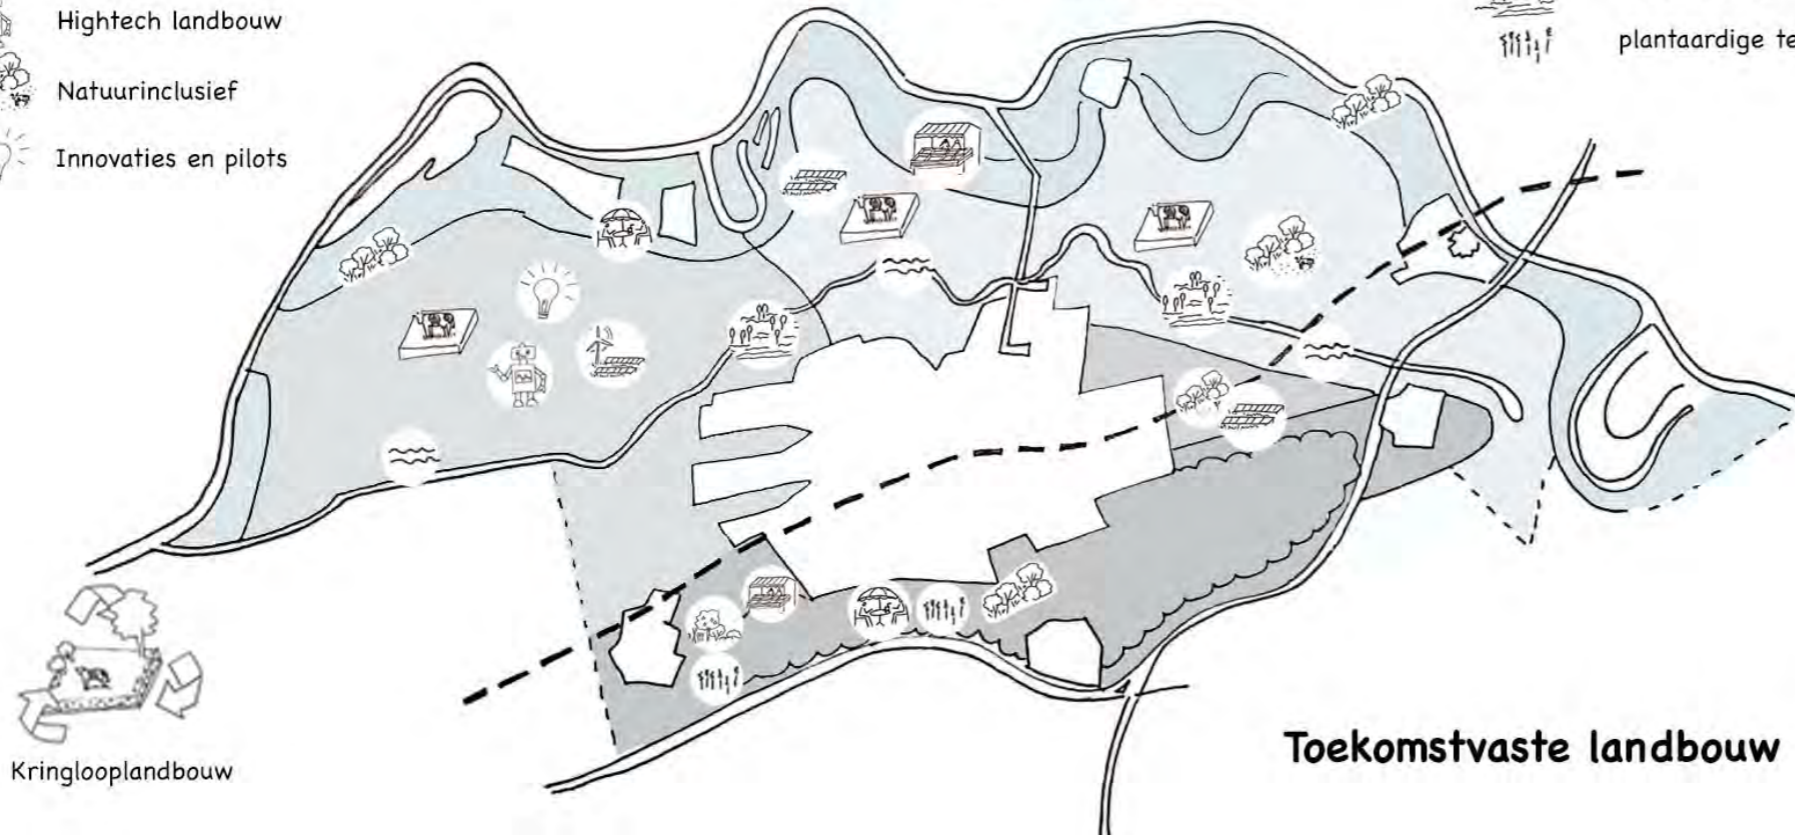 Hightech landbouw
plantaardige te
Natuurinclusief
Innovaties en pilots
Toekomstvaste landbouw
Kringlooplandbouw